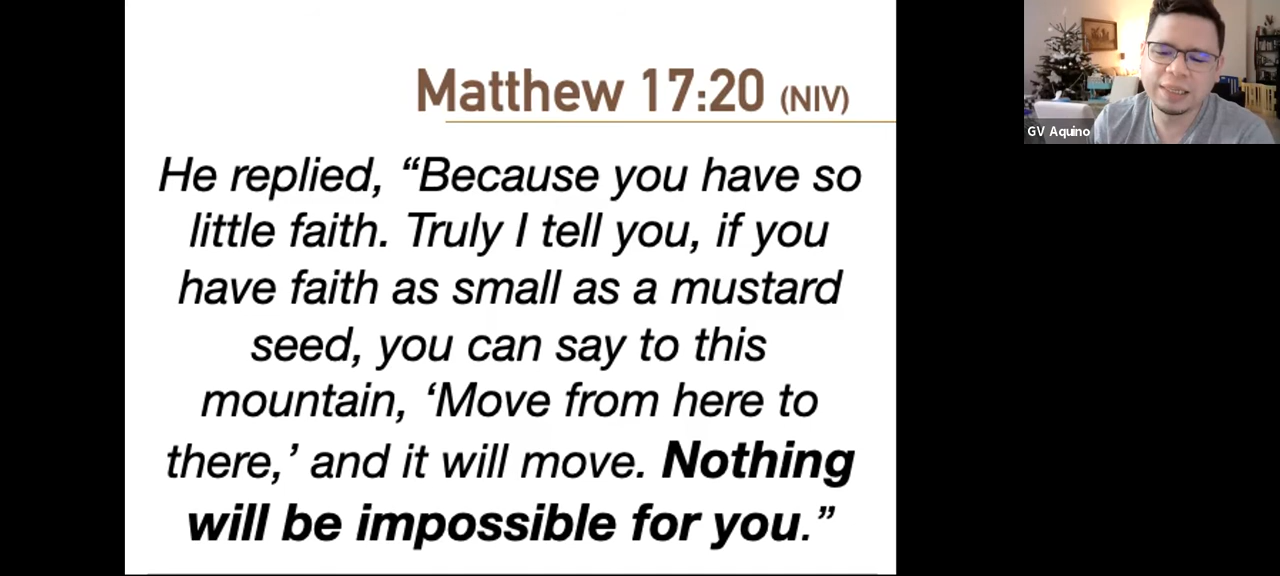 Matthew 17:20 (NIV)
He replied, “Because you have so
little faith. Truly I tell you, if you
have faith as small as a mustard
seed, you can say to this
mountain, ‘Move from here to
there,’ and it will move. Nothing
will be impossible for you.”
GV Aquino